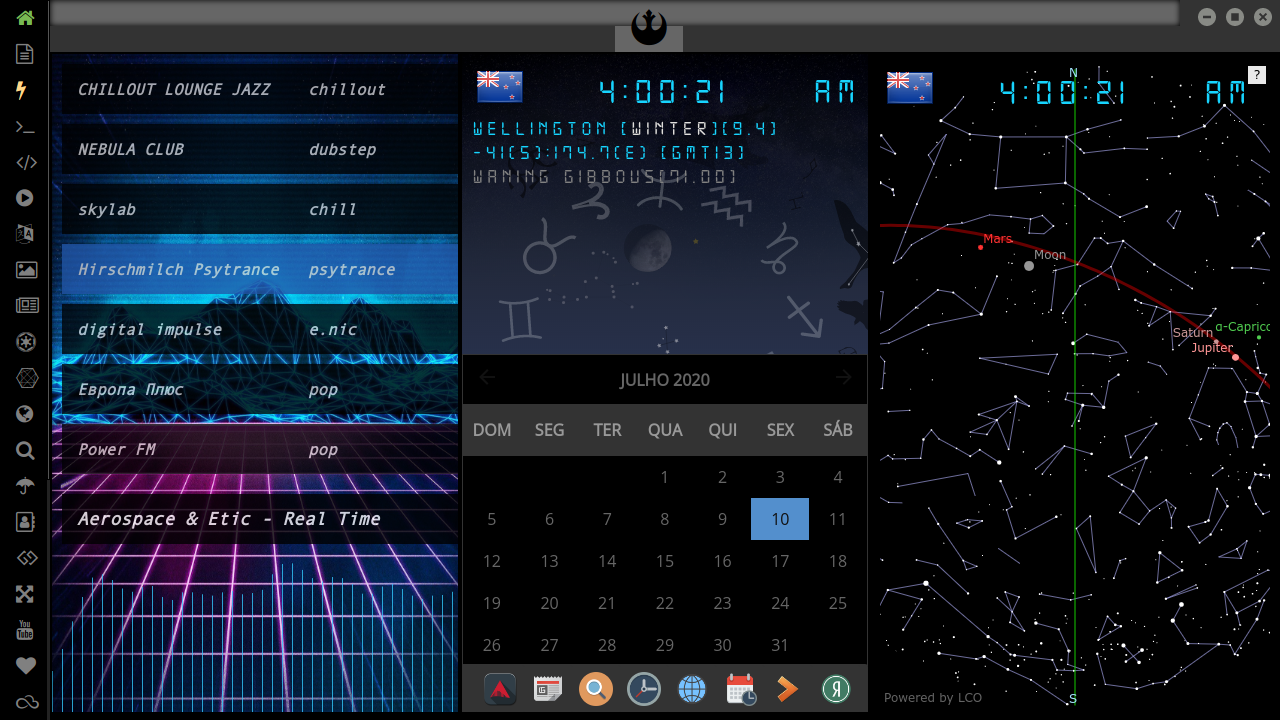 CHILLOUT LOUNGE JAZZ chillout
NEBULA CLUB dubstep
skylab chill
Hirschmilch Psytrance psytrance
digital impulse e.nic
Европа Плюс pop
Power FM pop
Aerospace & Etic - Real Time
4:00:21 AM
WELLINGTON [WINTER][9.4]
-41(S):174.7(E) [GMT13]
WANING GIBBOUS[71.00]
JULHO 2020
DOM SEG TER QUA QUI SEX SÁB
1 2 3 4
5 6 7 8 9 10 11
12 13 14 15 16 17 18
19 20 21 22 23 24 25
26 27 28 29 30 31
Я
?
N
4:00:21 AM
Mars
Moon
α-Caprico
Saturn
Jupiter
S
Powered by LCO
You
Tube